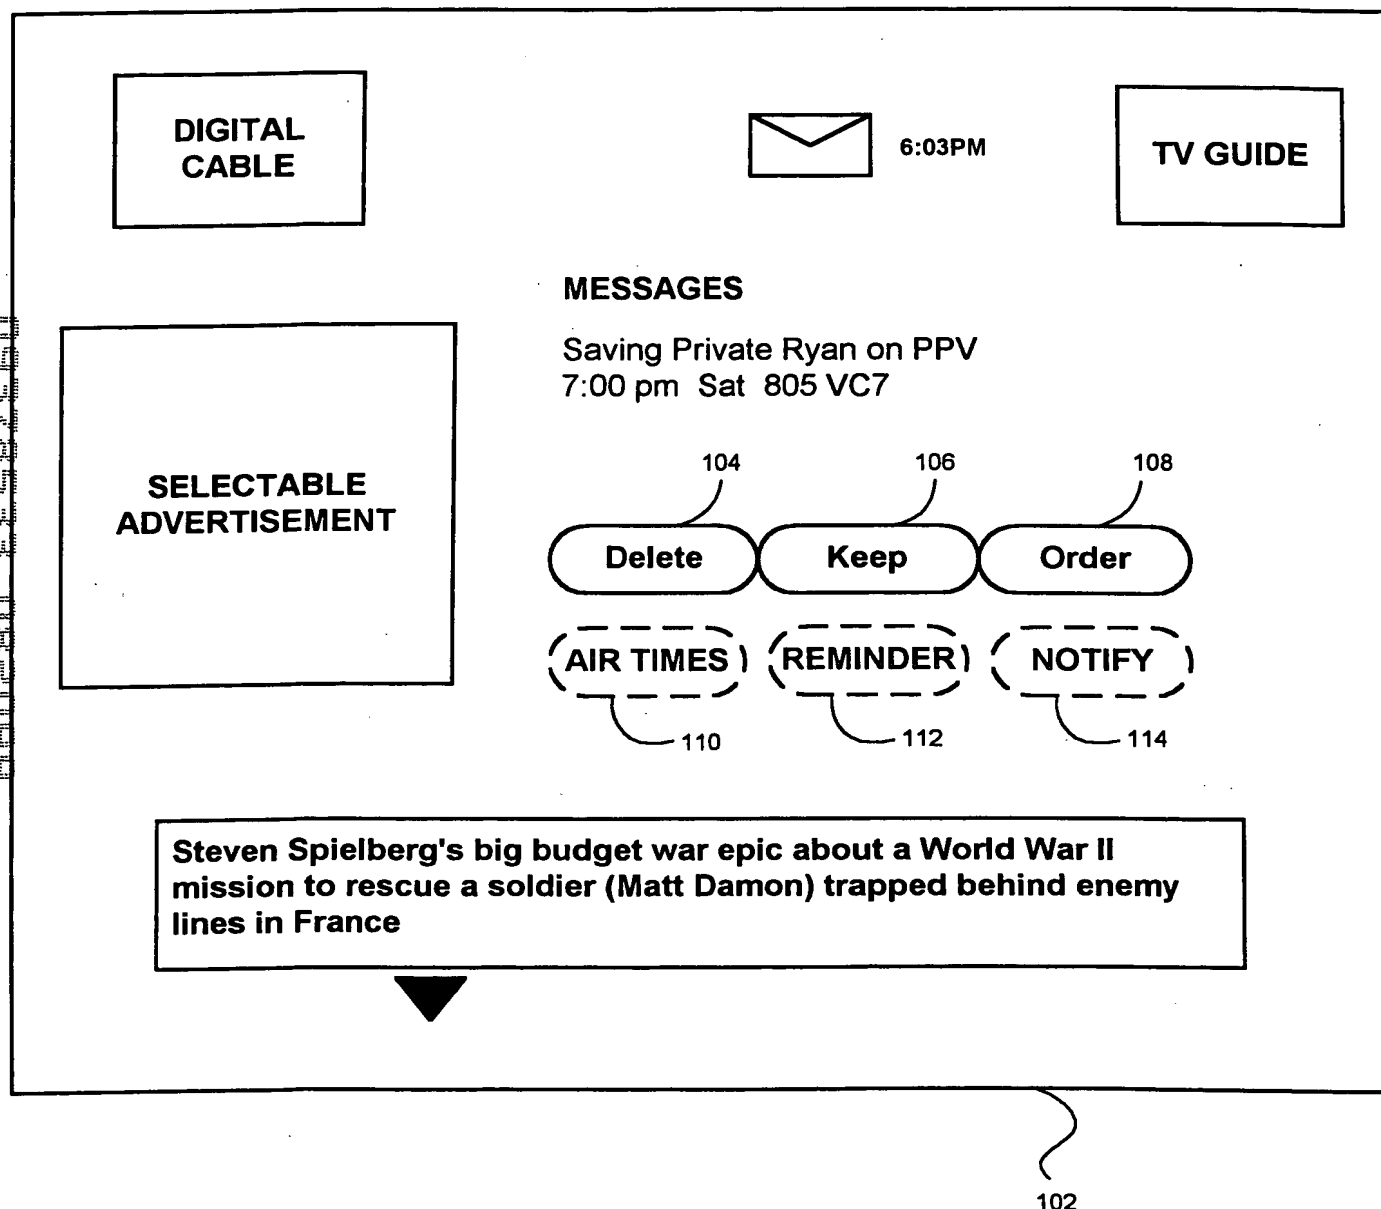 DIGITAL
CABLE
6:03PM
TV GUIDE
MESSAGES
Saving Private Ryan on PPV
7:00 pm Sat 805 VC7
SELECTABLE
ADVERTISEMENT
104
106
108
Delete
Keep
Order
AIR TIMES
REMINDER
NOTIFY
110
112
114
Steven Spielberg's big budget war epic about a World War II
mission to rescue a soldier (Matt Damon) trapped behind enemy
lines in France
102